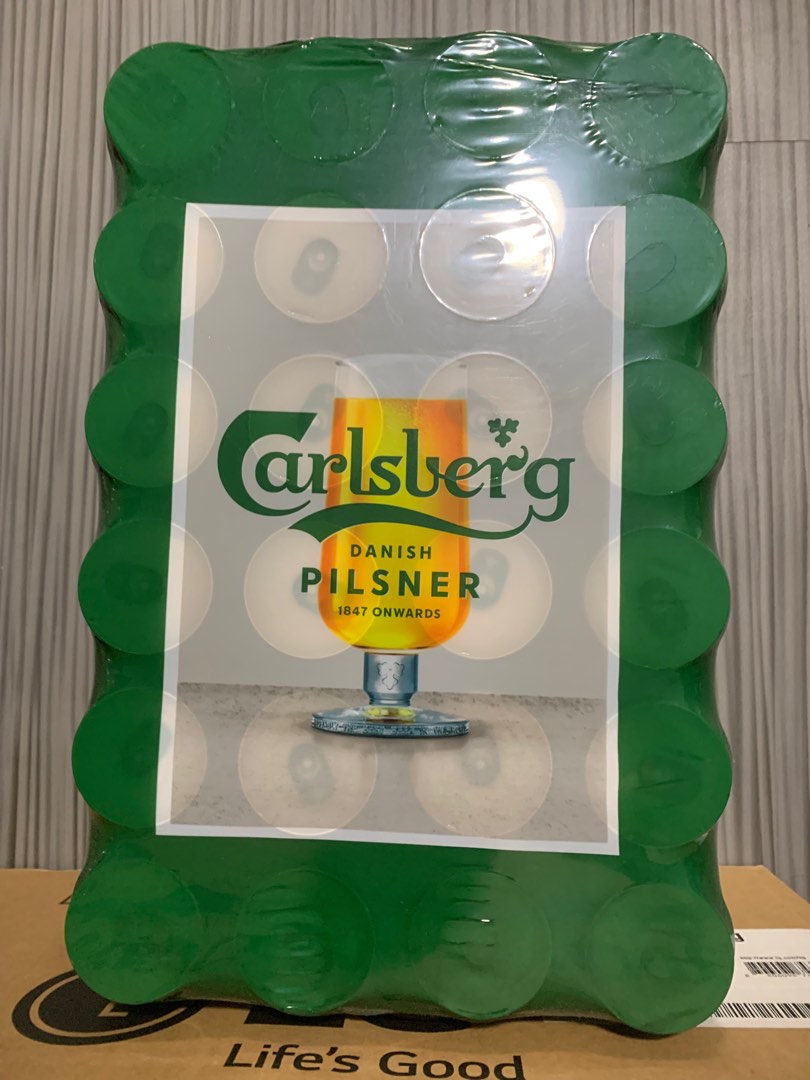 Carlsberg
DANISH
PILSNER
1847 ONWARDS
Life's Good